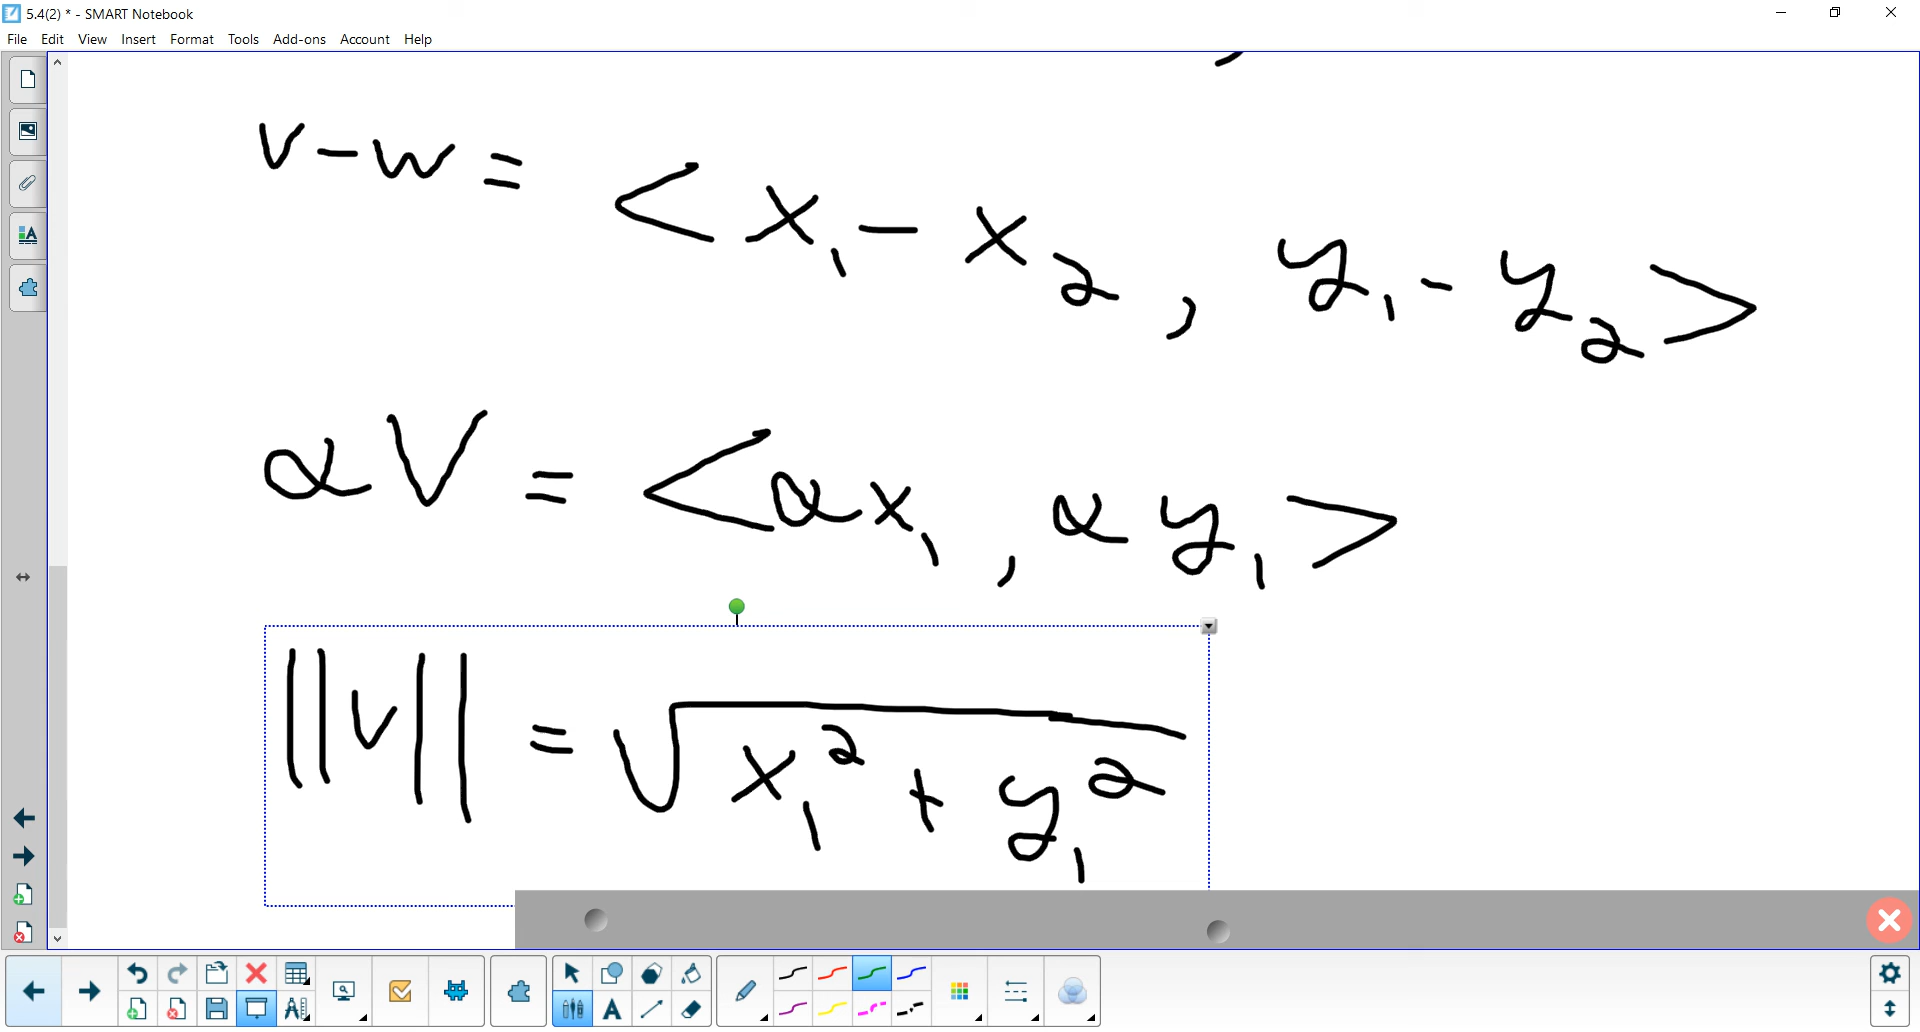 5.4(2) * - SMART Notebook
File Edit View Insert Format Tools Add-ons Account Help
v-w = < x₁ - x₂ , y₁ - y₂ >
αV = < αx₁ , αy₁ >
||v|| = √x₁² + y₁²